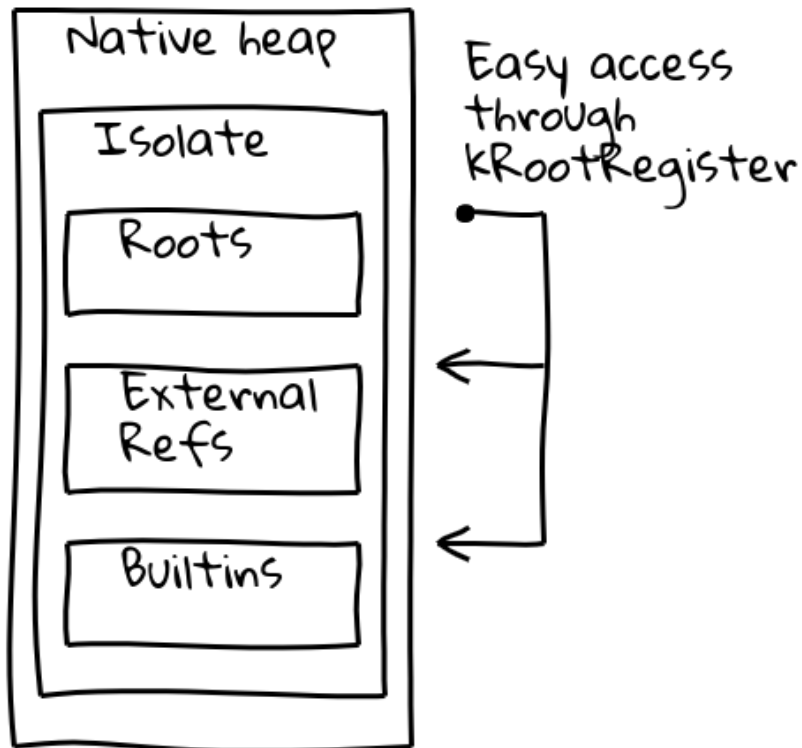 Native heap
Isolate
Roots
External
Refs
Builtins
Easy access
through
kRootRegister